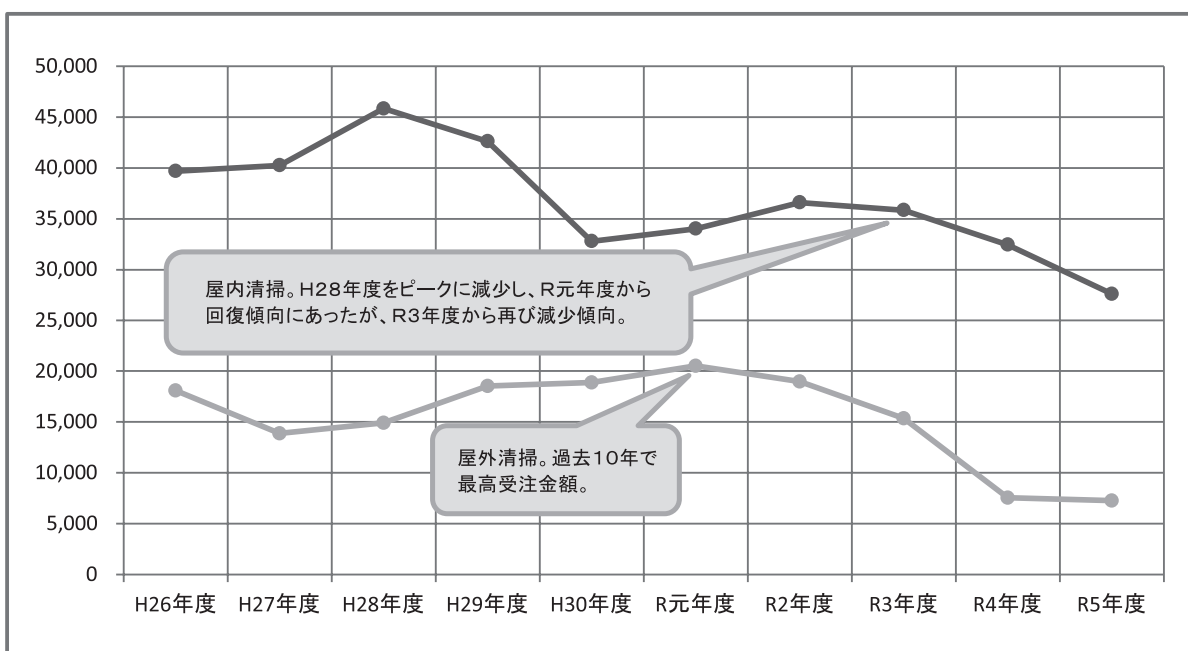 50,000
45,000
40,000
35,000
30,000
25,000
20,000
15,000
10,000
5,000
0
屋内清掃。H28年度をピークに減少し、R元年度から
回復傾向にあったが、R3年度から再び減少傾向。
屋外清掃。過去10年で
最高受注金額。
H26年度 H27年度 H28年度 H29年度 H30年度 R元年度 R2年度 R3年度 R4年度 R5年度